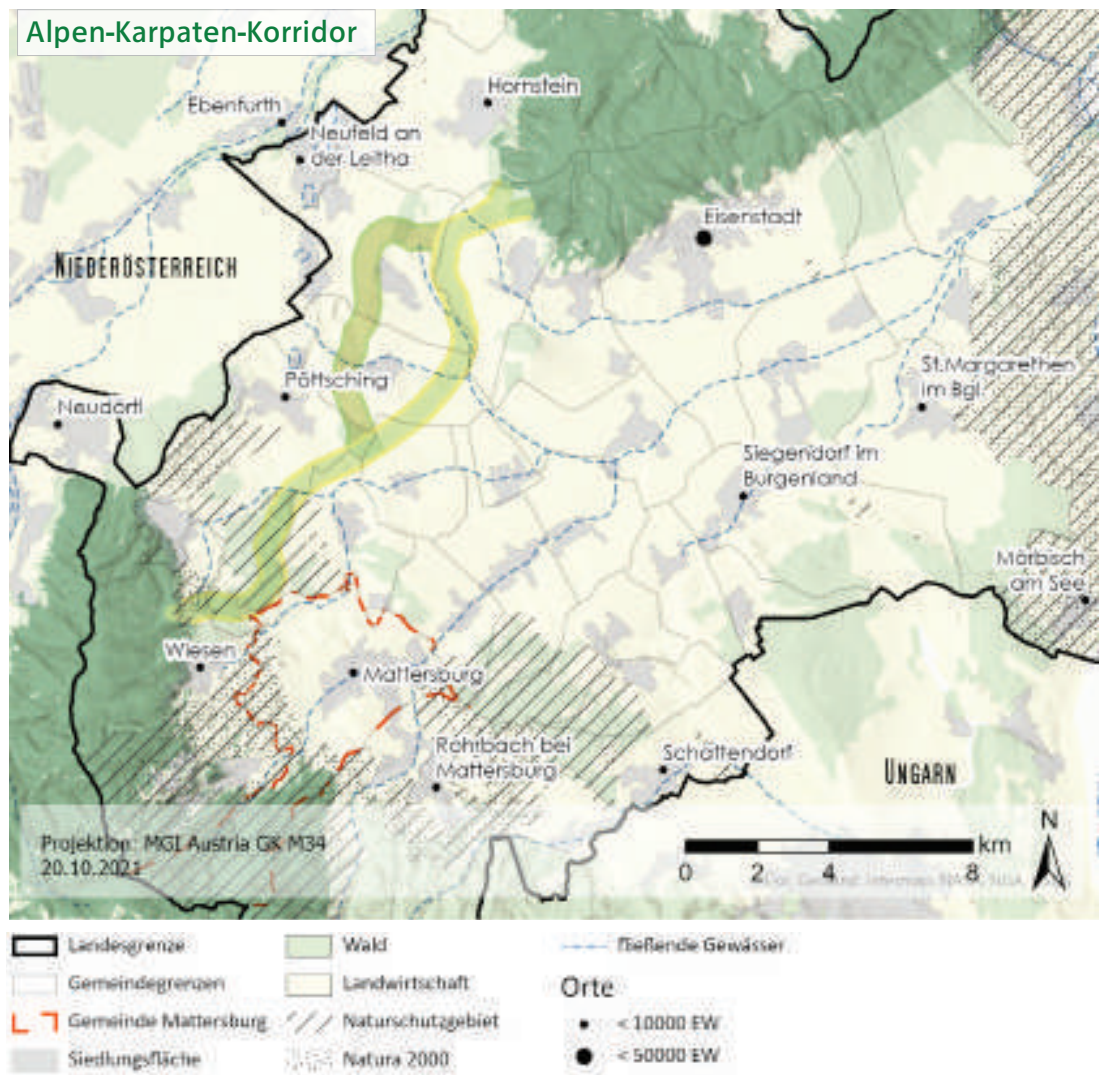 Alpen-Karpaten-Korridor
Hornstein
Ebenfurth
Neufeld an
der Leitha
Eisenstadt
NIEDERÖSTERREICH
Pöttsching
St.Margarethen
im Bgl.
Neudörfl
Siegendorf im
Burgenland
Mörbisch
am See
Wiesen
Mattersburg
Rohrbach bei
Mattersburg
Schattendorf
UNGARN
Projektion: MGI Austria GK M34
20.10.2021
N
km
0 2 4 8
Landesgrenze
Gemeindegrenzen
Gemeinde Mattersburg
Siedlungsfläche
Wald
Landwirtschaft
Naturschutzgebiet
Natura 2000
fließende Gewässer
Orte
< 10000 EW
< 50000 EW